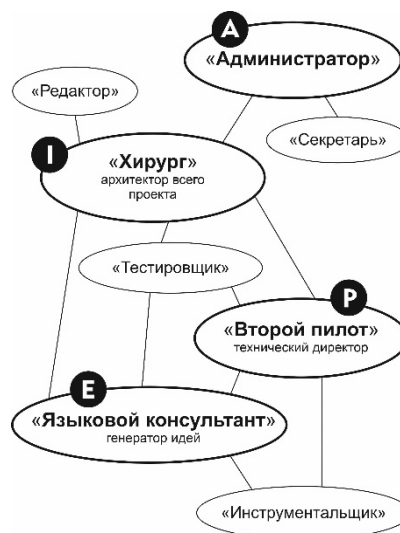 A
«Администратор»
«Редактор»
«Секретарь»
I
«Хирург»
архитектор всего
проекта
«Тестировщик»
P
«Второй пилот»
технический директор
E
«Языковой консультант»
генератор идей
«Инструментальщик»